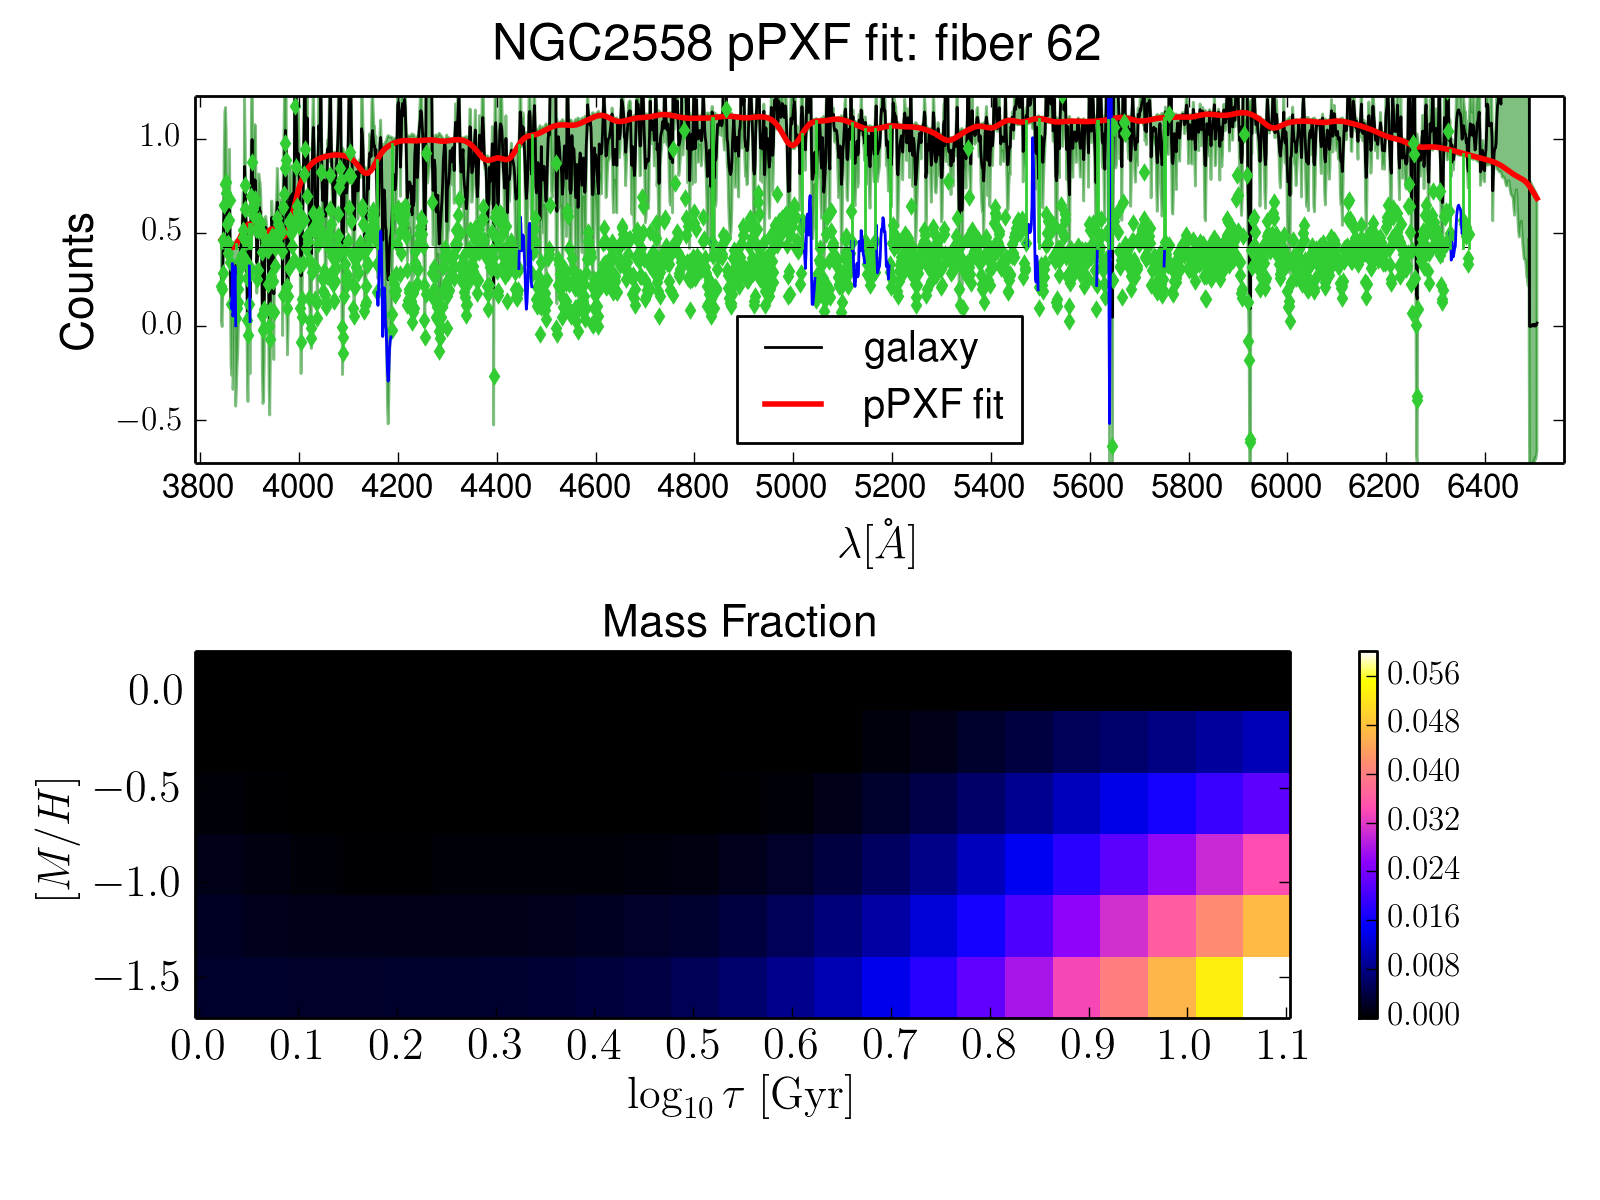 NGC2558 pPXF fit: fiber 62
1.0
0.5
0.0
−0.5
Counts
galaxy
pPXF fit
3800 4000 4200 4400 4600 4800 5000 5200 5400 5600 5800 6000 6200 6400
λ[Å]
Mass Fraction
0.0
−0.5
−1.0
−1.5
[M/H]
0.056
0.048
0.040
0.032
0.024
0.016
0.008
0.000
0.0 0.1 0.2 0.3 0.4 0.5 0.6 0.7 0.8 0.9 1.0 1.1
log₁₀ τ [Gyr]